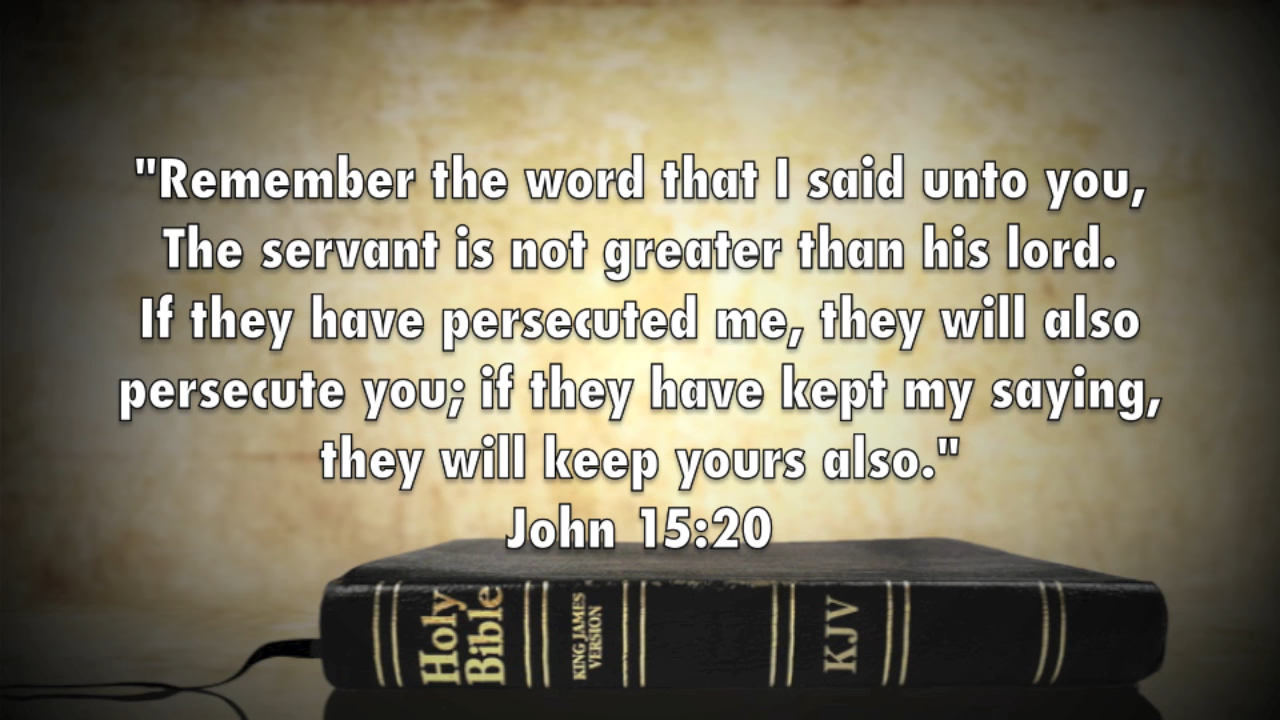 "Remember the word that I said unto you,
The servant is not greater than his lord.
If they have persecuted me, they will also
persecute you; if they have kept my saying,
they will keep yours also."
John 15:20
Holy
Bible
KING JAMES
VERSION
KJV